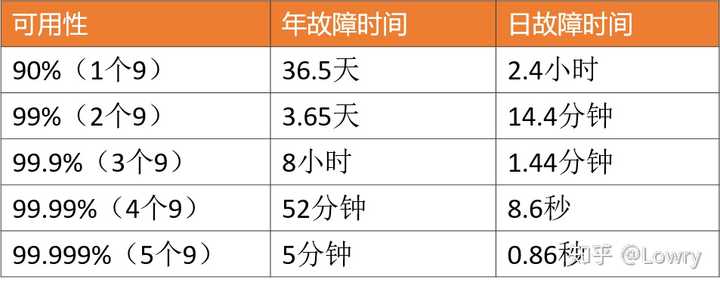 可用性 年故障时间 日故障时间
90%（1个9） 36.5天 2.4小时
99%（2个9） 3.65天 14.4分钟
99.9%（3个9） 8小时 1.44分钟
99.99%（4个9） 52分钟 8.6秒
99.999%（5个9） 5分钟 0.86秒
知乎 @Lowry